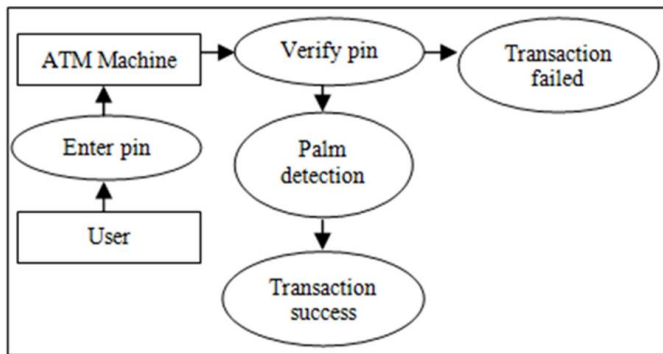 ATM Machine
Verify pin
Transaction
failed
Enter pin
Palm
detection
User
Transaction
success